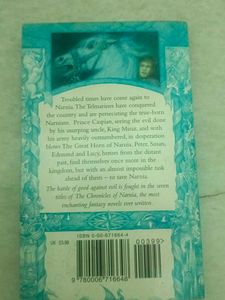 Troubled times have come again to
Narnia. The Telmarines have conquered
the country and are persecuting the true-born
Narnians. Prince Caspian, seeing the evil done
by his usurping uncle, King Miraz, and
with his army heavily outnumbered, in desperation
blows The Great Horn of Narnia. Peter, Susan,
Edmund and Lucy, heroes from the distant
past, find themselves once more in the
kingdom, but with an almost impossible task
ahead of them – to save Narnia.
The battle of good against evil is fought in the seven
titles of The Chronicles of Narnia, the most
enchanting fantasy novels ever written.
ISBN 0-00-671664-4
UK £3.99
00399>
9 780006 716648